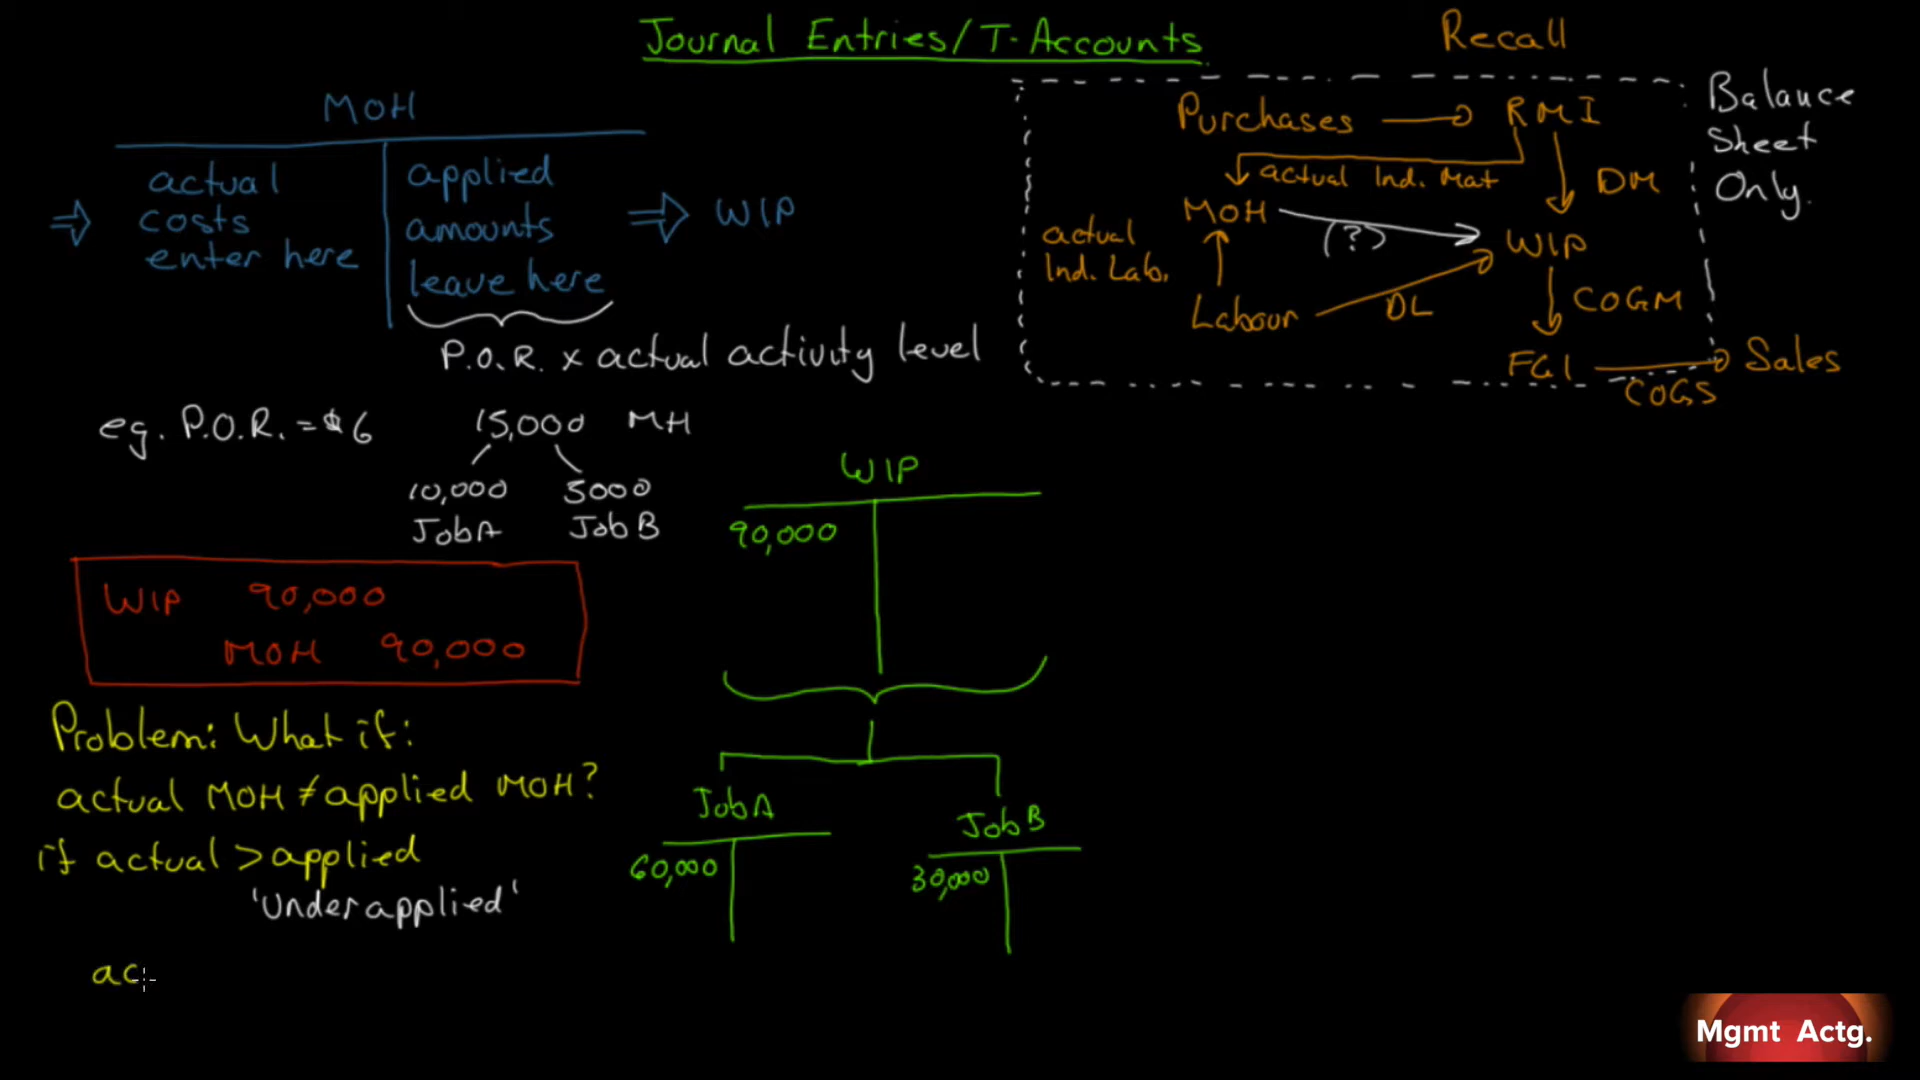 Journal Entries/T-Accounts
Recall
MOH
actual
costs
enter here
applied
amounts
leave here
WIP
P.O.R. x actual activity level
Purchases
RMI
actual Ind. Mat
DM
MOH
(?)
WIP
actual
Ind. Lab.
Labour
DL
COGM
FGI
COGS
Sales
Balance
Sheet
Only.
eg. P.O.R. = $6
15,000 MH
10,000
Job A
5000
Job B
WIP
90,000
WIP 90,000
MOH 90,000
Problem: What if:
actual MOH ≠ applied MOH?
if actual > applied
'Underapplied'
ac
Job A
60,000
Job B
30,000
Mgmt Actg.